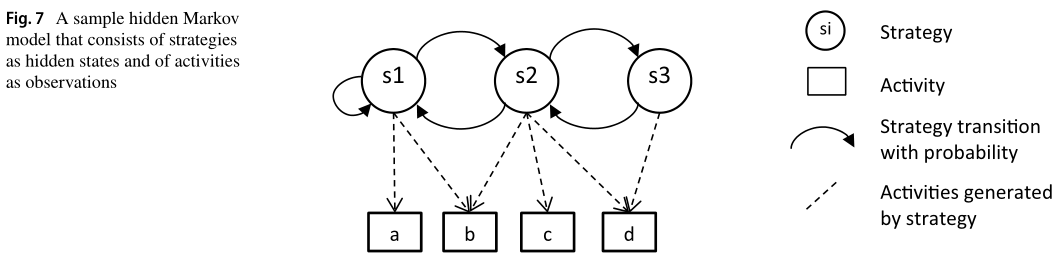 Fig. 7 A sample hidden Markov
model that consists of strategies
as hidden states and of activities
as observations
s1
s2
s3
a
b
c
d
si
Strategy
Activity
Strategy transition
with probability
Activities generated
by strategy